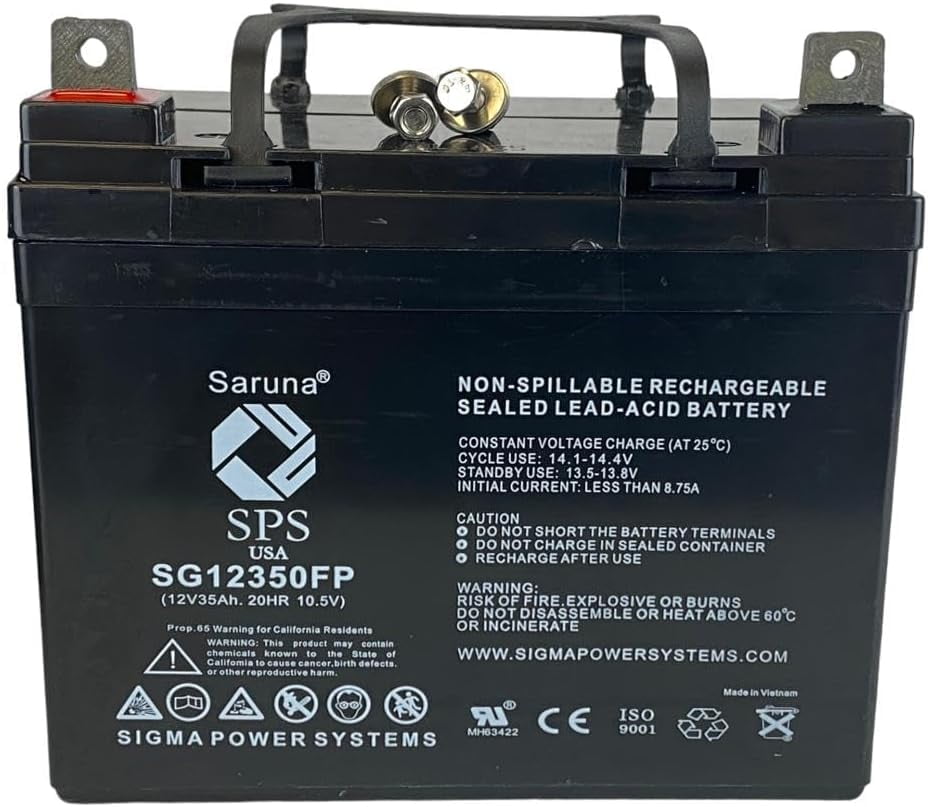 Saruna®
SPS
USA
SG12350FP
(12V35Ah. 20HR 10.5V)
Prop.65 Warning for California Residents
WARNING: This product may contain
chemicals known to the State of
California to cause cancer,birth defects.
or other reproductive harm.
SIGMA POWER SYSTEMS
NON-SPILLABLE RECHARGEABLE
SEALED LEAD-ACID BATTERY
CONSTANT VOLTAGE CHARGE (AT 25°C)
CYCLE USE: 14.1-14.4V
STANDBY USE: 13.5-13.8V
INITIAL CURRENT: LESS THAN 8.75A
CAUTION
DO NOT SHORT THE BATTERY TERMINALS
DO NOT CHARGE IN SEALED CONTAINER
RECHARGE AFTER USE
WARNING:
RISK OF FIRE.EXPLOSIVE OR BURNS
DO NOT DISASSEMBLE OR HEAT ABOVE 60°C
OR INCINERATE
WWW.SIGMAPOWERSYSTEMS.COM
Made in Vietnam
RU®
MH63422
CE
ISO
9001
Pb